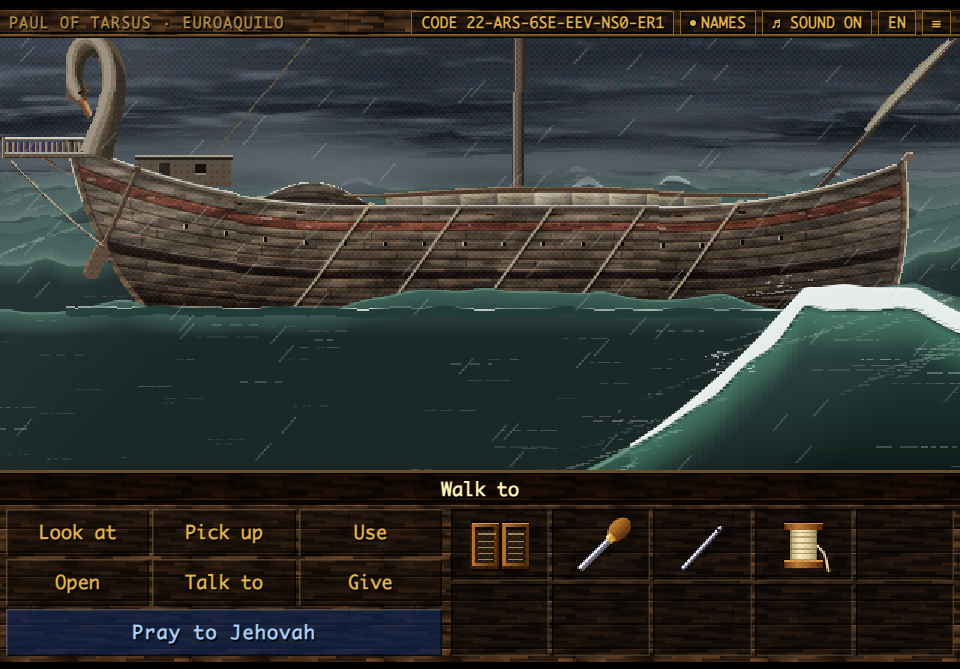 PAUL OF TARSUS · EUROAQUILO
CODE 22-ARS-6SE-EEV-NS0-ER1
• NAMES
♬ SOUND ON
EN
≡
Walk to
Look at
Pick up
Use
Open
Talk to
Give
Pray to Jehovah